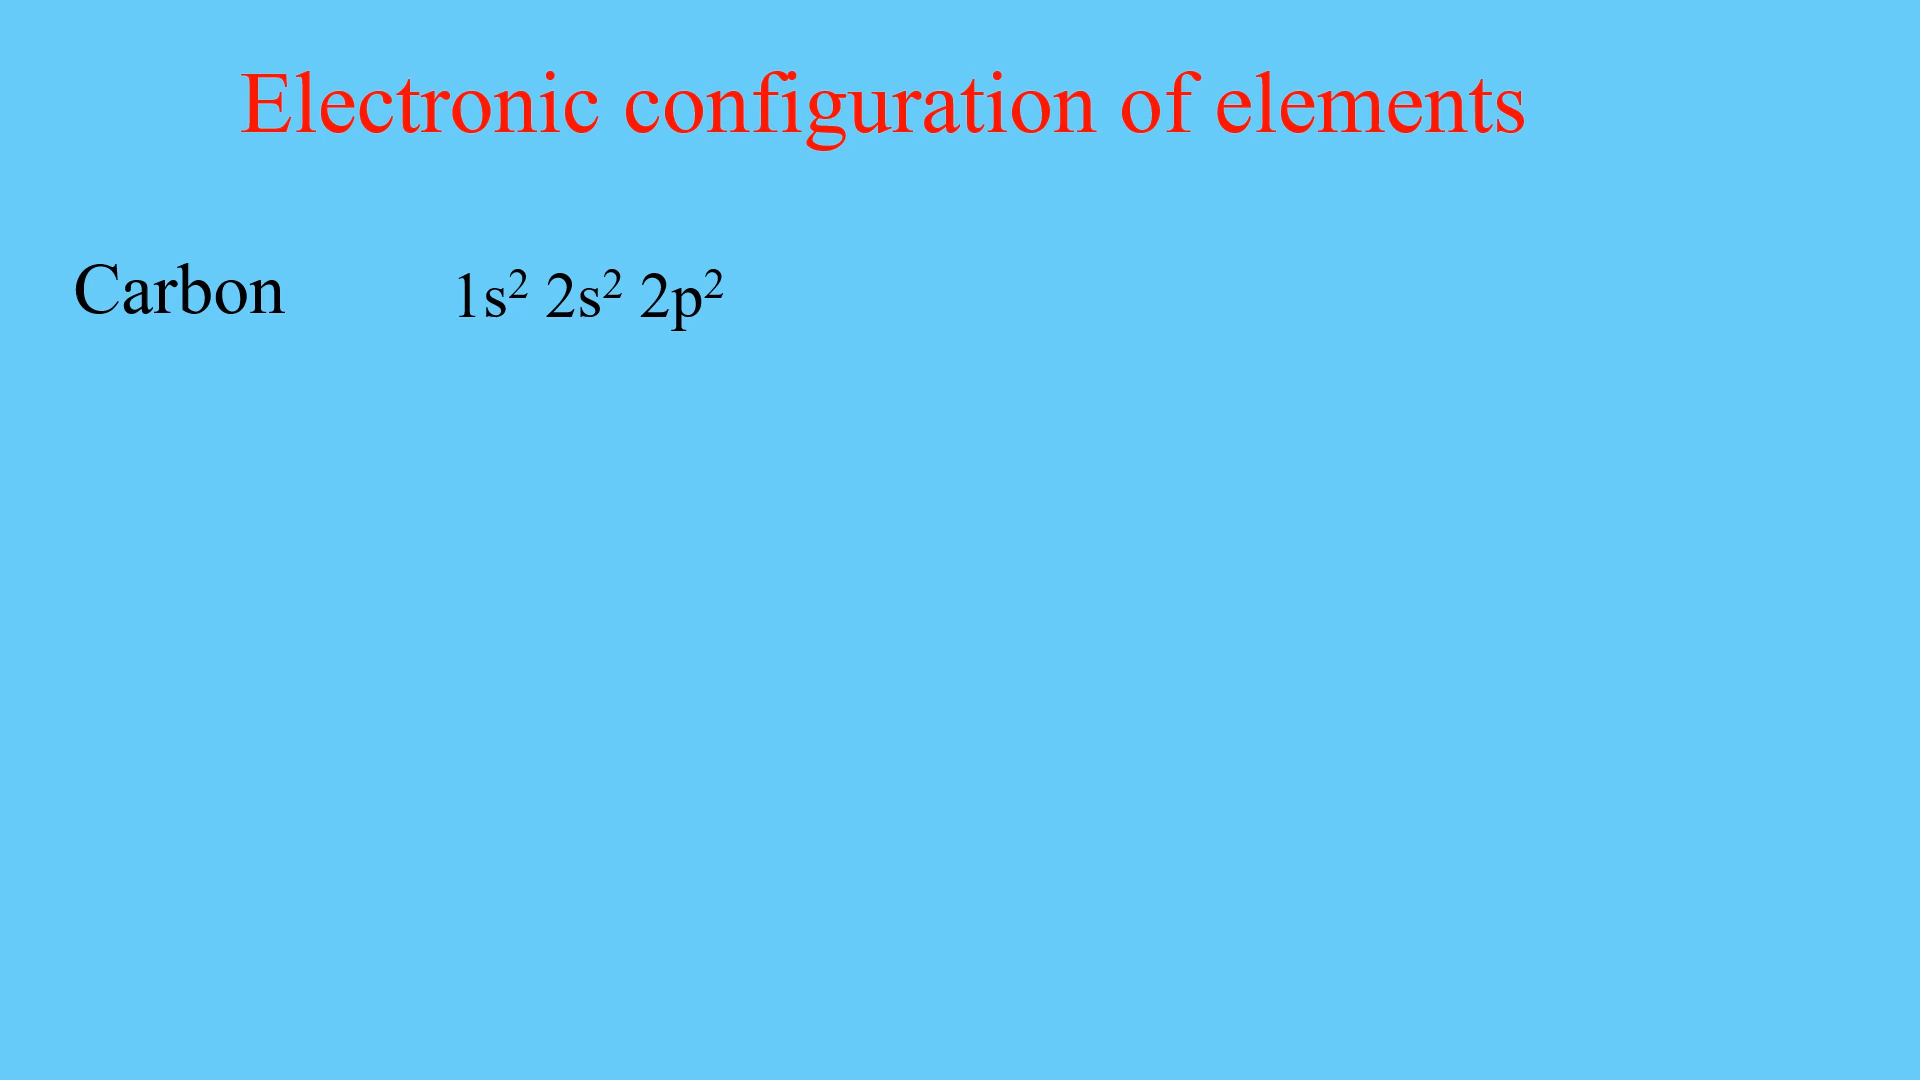 Electronic configuration of elements
Carbon 1s² 2s² 2p²